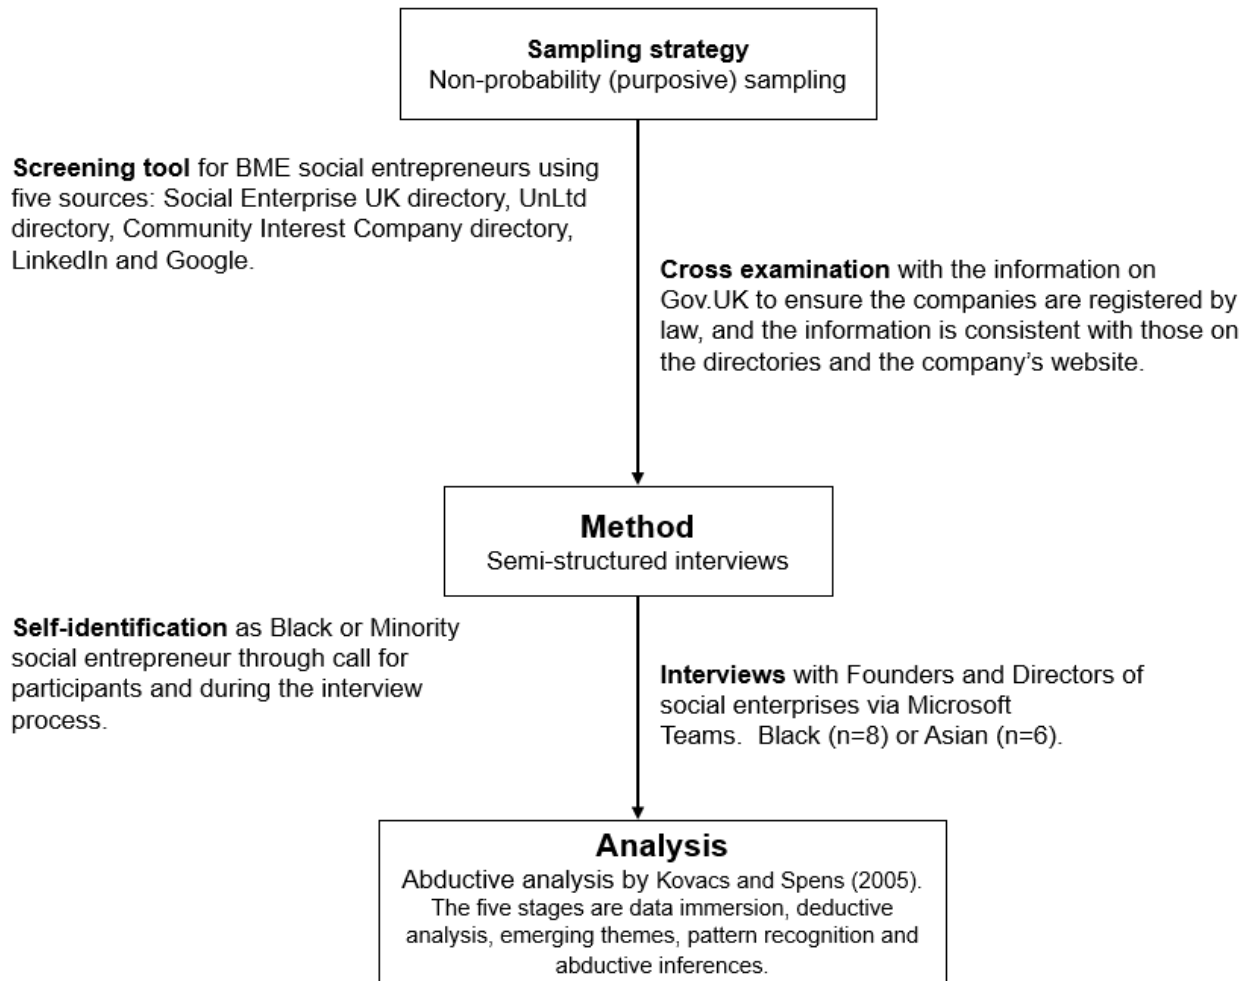 Sampling strategy
Non-probability (purposive) sampling
Screening tool for BME social entrepreneurs using
five sources: Social Enterprise UK directory, UnLtd
directory, Community Interest Company directory,
LinkedIn and Google.
Cross examination with the information on
Gov.UK to ensure the companies are registered by
law, and the information is consistent with those on
the directories and the company’s website.
Method
Semi-structured interviews
Self-identification as Black or Minority
social entrepreneur through call for
participants and during the interview
process.
Interviews with Founders and Directors of
social enterprises via Microsoft
Teams.  Black (n=8) or Asian (n=6).
Analysis
Abductive analysis by Kovacs and Spens (2005).
The five stages are data immersion, deductive
analysis, emerging themes, pattern recognition and
abductive inferences.